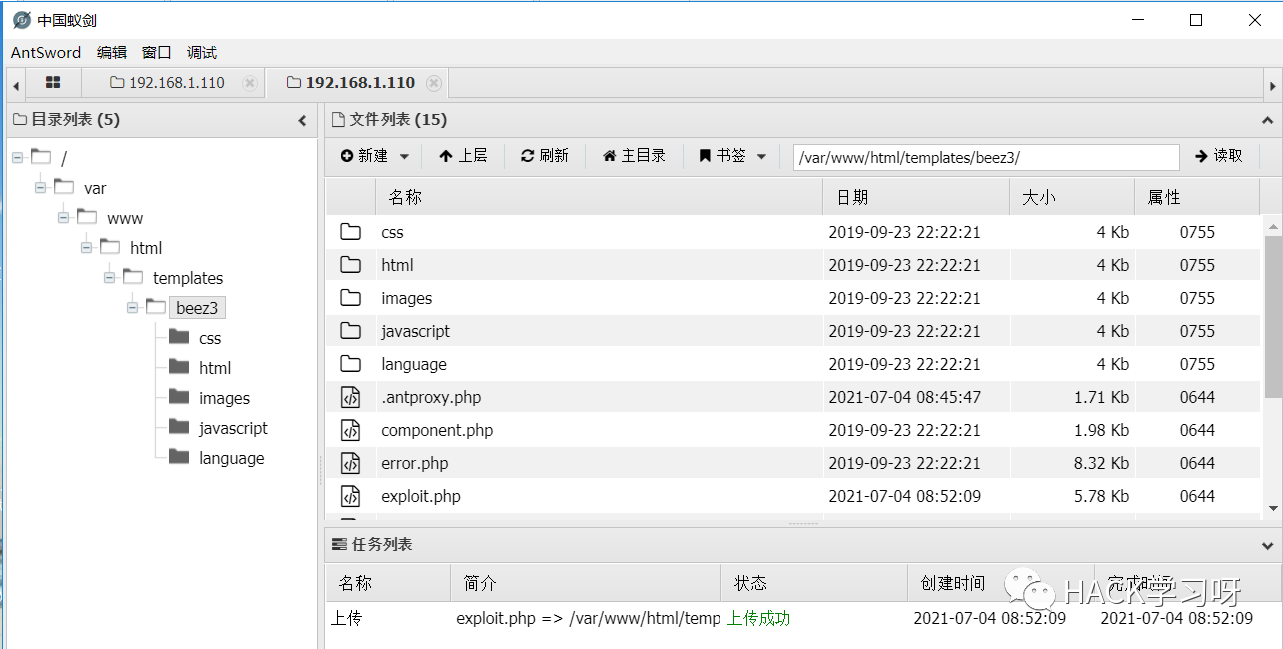 中国蚁剑
AntSword 编辑 窗口 调试
192.168.1.110 192.168.1.110
目录列表 (5)
/
var
www
html
templates
beez3
css
html
images
javascript
language
文件列表 (15)
新建 上层 刷新 主目录 书签 /var/www/html/templates/beez3/ 读取
名称 日期 大小 属性
css 2019-09-23 22:22:21 4 Kb 0755
html 2019-09-23 22:22:21 4 Kb 0755
images 2019-09-23 22:22:21 4 Kb 0755
javascript 2019-09-23 22:22:21 4 Kb 0755
language 2019-09-23 22:22:21 4 Kb 0755
.antproxy.php 2021-07-04 08:45:47 1.71 Kb 0644
component.php 2019-09-23 22:22:21 1.98 Kb 0644
error.php 2019-09-23 22:22:21 8.32 Kb 0644
exploit.php 2021-07-04 08:52:09 5.78 Kb 0644
任务列表
名称 简介 状态 创建时间 完成时间
上传 exploit.php => /var/www/html/temp 上传成功 2021-07-04 08:52:09 2021-07-04 08:52:09
HACK学习呀